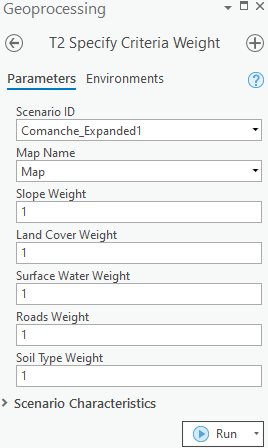 Geoprocessing
T2 Specify Criteria Weight
Parameters Environments
Scenario ID
Comanche_Expanded1
Map Name
Map
Slope Weight
1
Land Cover Weight
1
Surface Water Weight
1
Roads Weight
1
Soil Type Weight
1
Scenario Characteristics
Run